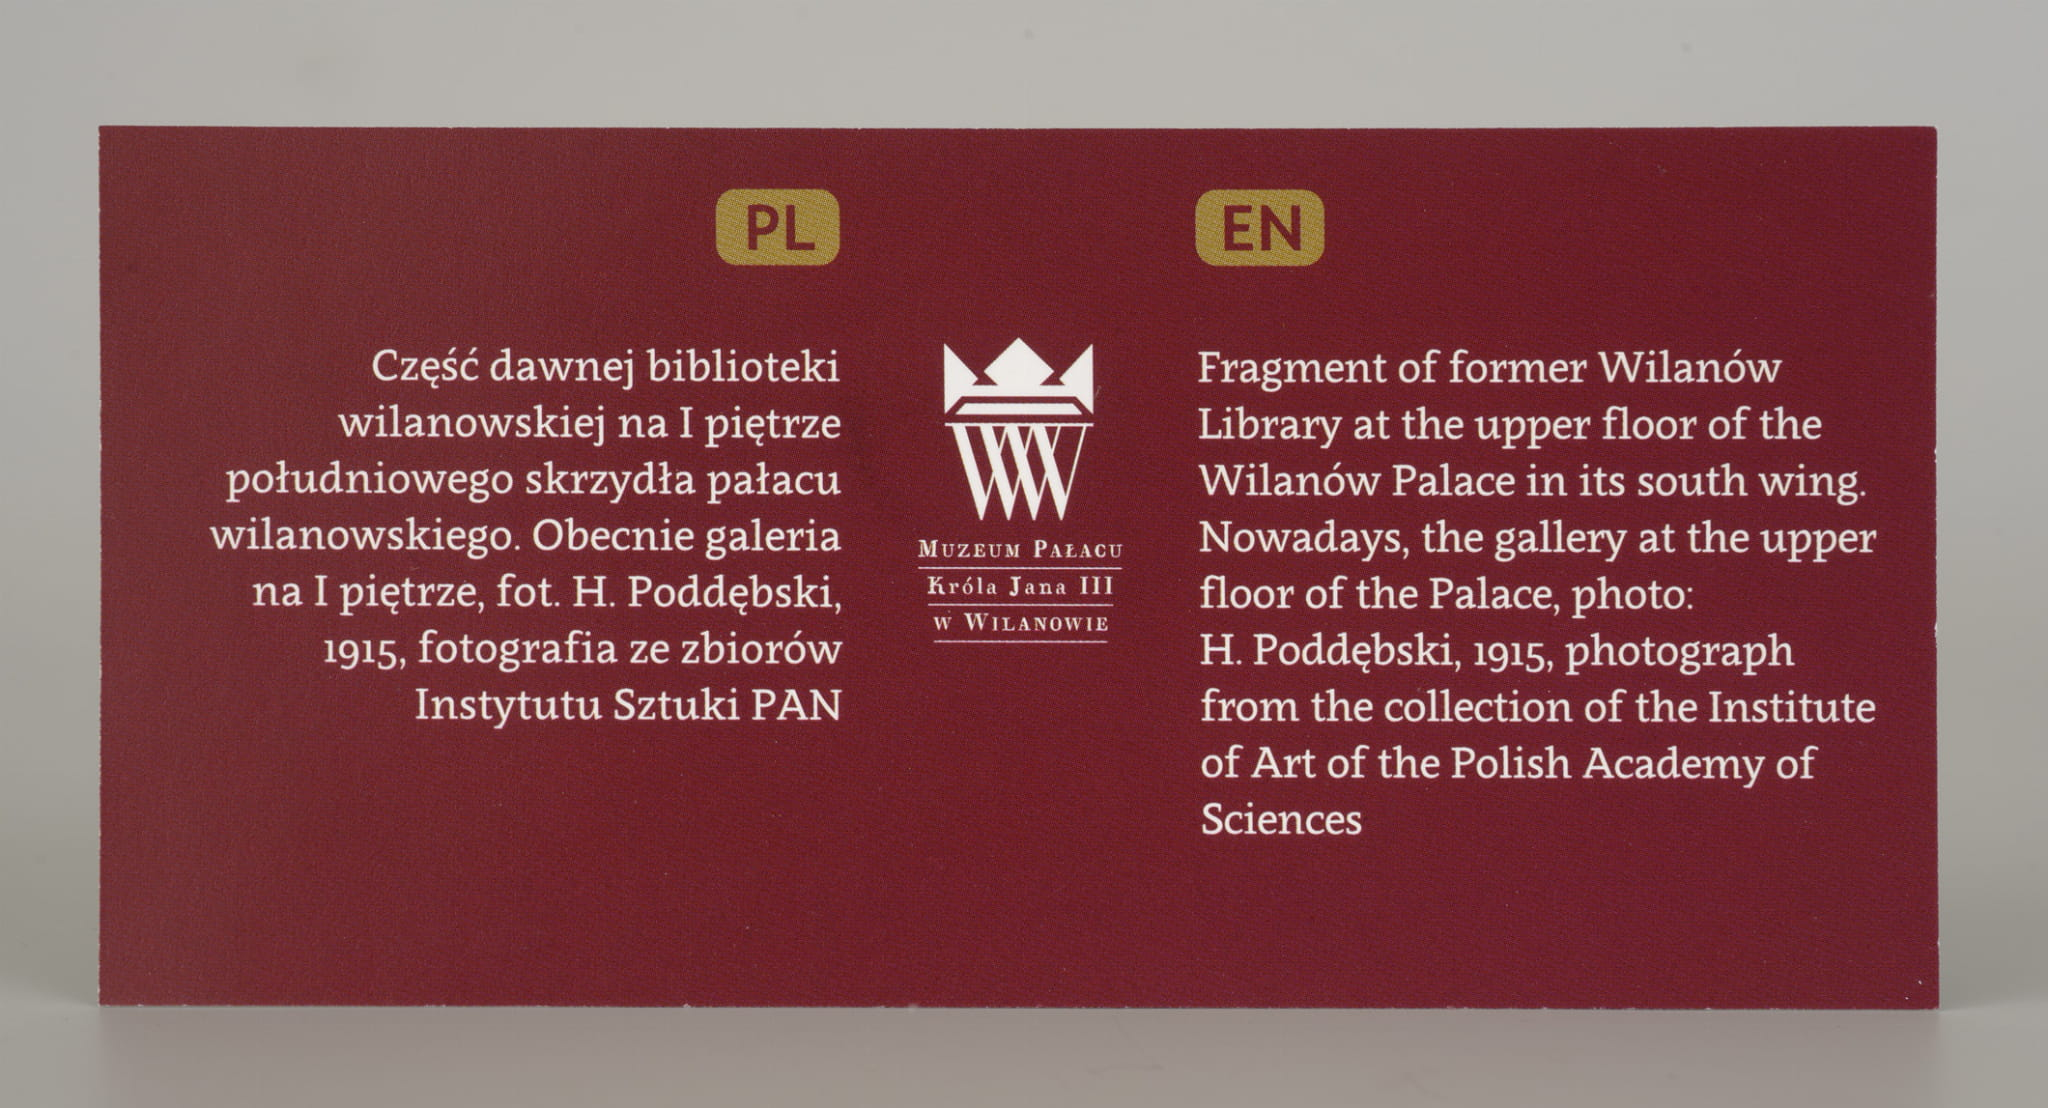 PL
Część dawnej biblioteki
wilanowskiej na I piętrze
południowego skrzydła pałacu
wilanowskiego. Obecnie galeria
na I piętrze, fot. H. Poddębski,
1915, fotografia ze zbiorów
Instytutu Sztuki PAN
MUZEUM PAŁACU
Króla Jana III
W WILANOWIE
EN
Fragment of former Wilanów
Library at the upper floor of the
Wilanów Palace in its south wing.
Nowadays, the gallery at the upper
floor of the Palace, photo:
H. Poddębski, 1915, photograph
from the collection of the Institute
of Art of the Polish Academy of
Sciences